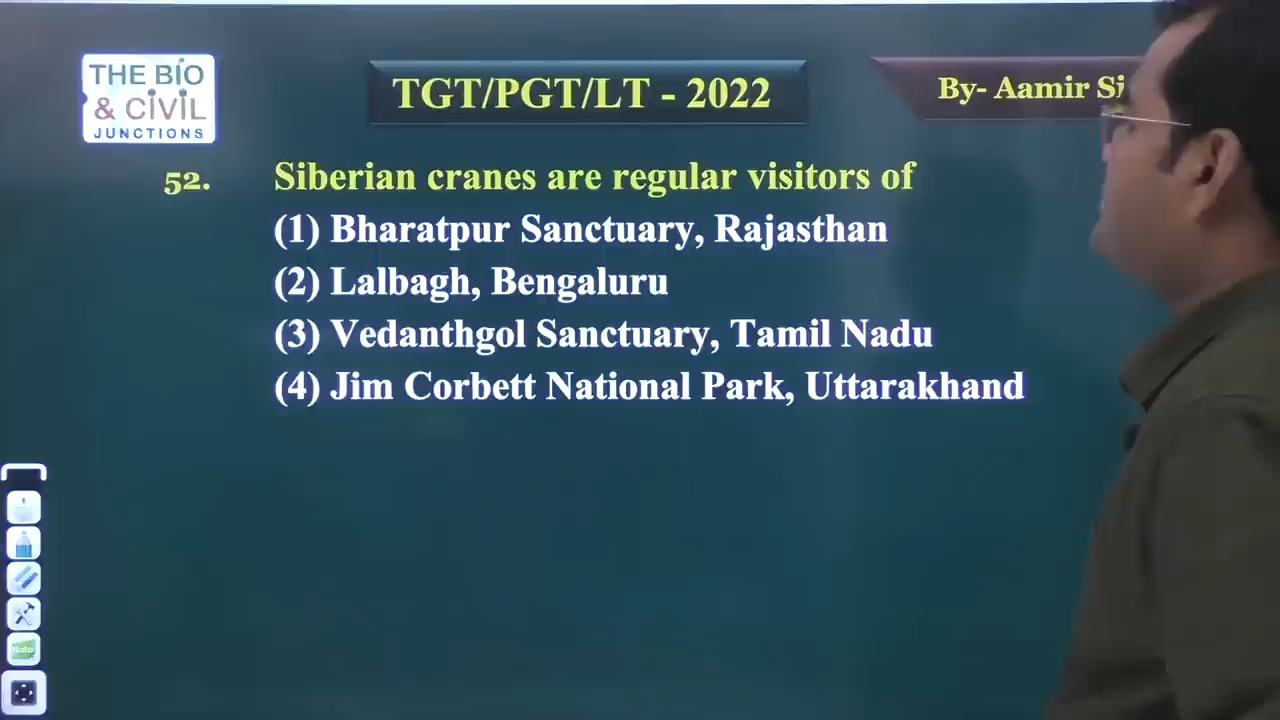 THE BIO
& CIVIL
JUNCTIONS
TGT/PGT/LT - 2022
By- Aamir
52. Siberian cranes are regular visitors of
(1) Bharatpur Sanctuary, Rajasthan
(2) Lalbagh, Bengaluru
(3) Vedanthgol Sanctuary, Tamil Nadu
(4) Jim Corbett National Park, Uttarakhand
Note